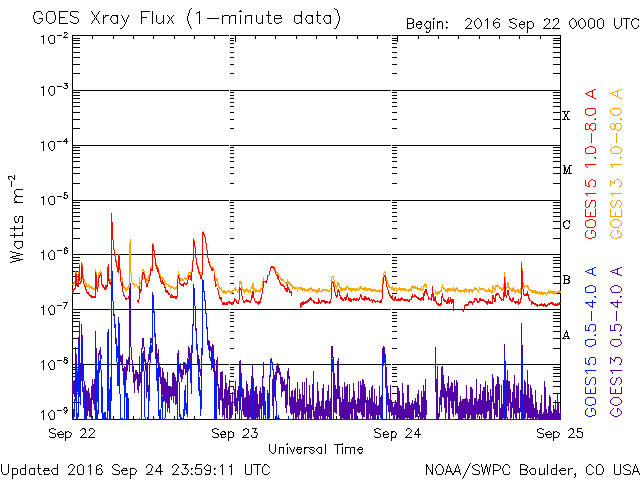 GOES Xray Flux (1-minute data)
Begin: 2016 Sep 22 0000 UTC
10-2
10-3
10-4
10-5
10-6
10-7
10-8
10-9
Watts m-2
X
M
C
B
A
GOES15 1.0-8.0 A
GOES13 1.0-8.0 A
GOES15 0.5-4.0 A
GOES13 0.5-4.0 A
Sep 22 Sep 23 Sep 24 Sep 25
Universal Time
Updated 2016 Sep 24 23:59:11 UTC
NOAA/SWPC Boulder, CO USA